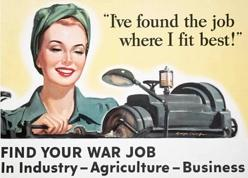 "I've found the job
where I fit best!"
FIND YOUR WAR JOB
In Industry – Agriculture – Business